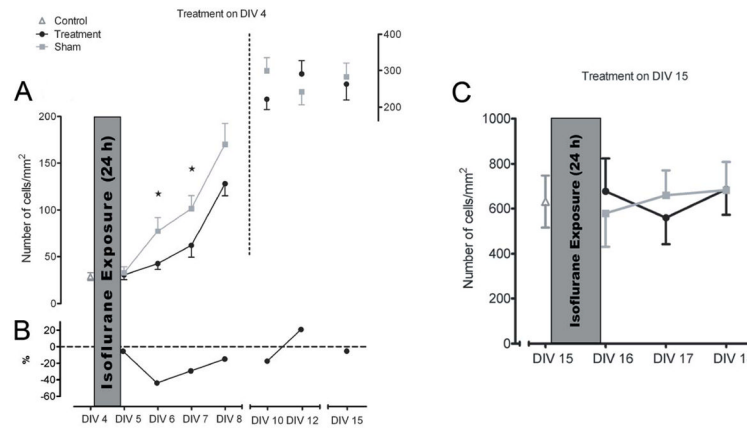 Treatment on DIV 4
Control
Treatment
Sham
A
Number of cells/mm²
200
150
100
50
0
400
300
200
Isoflurane Exposure (24 h)
★
★
B
%
20
0
-20
-40
-60
DIV 4
DIV 5
DIV 6
DIV 7
DIV 8
DIV 10
DIV 12
DIV 15
C
Treatment on DIV 15
Number of cells/mm²
1000
800
600
400
200
0
Isoflurane Exposure (24 h)
DIV 15
DIV 16
DIV 17
DIV 1